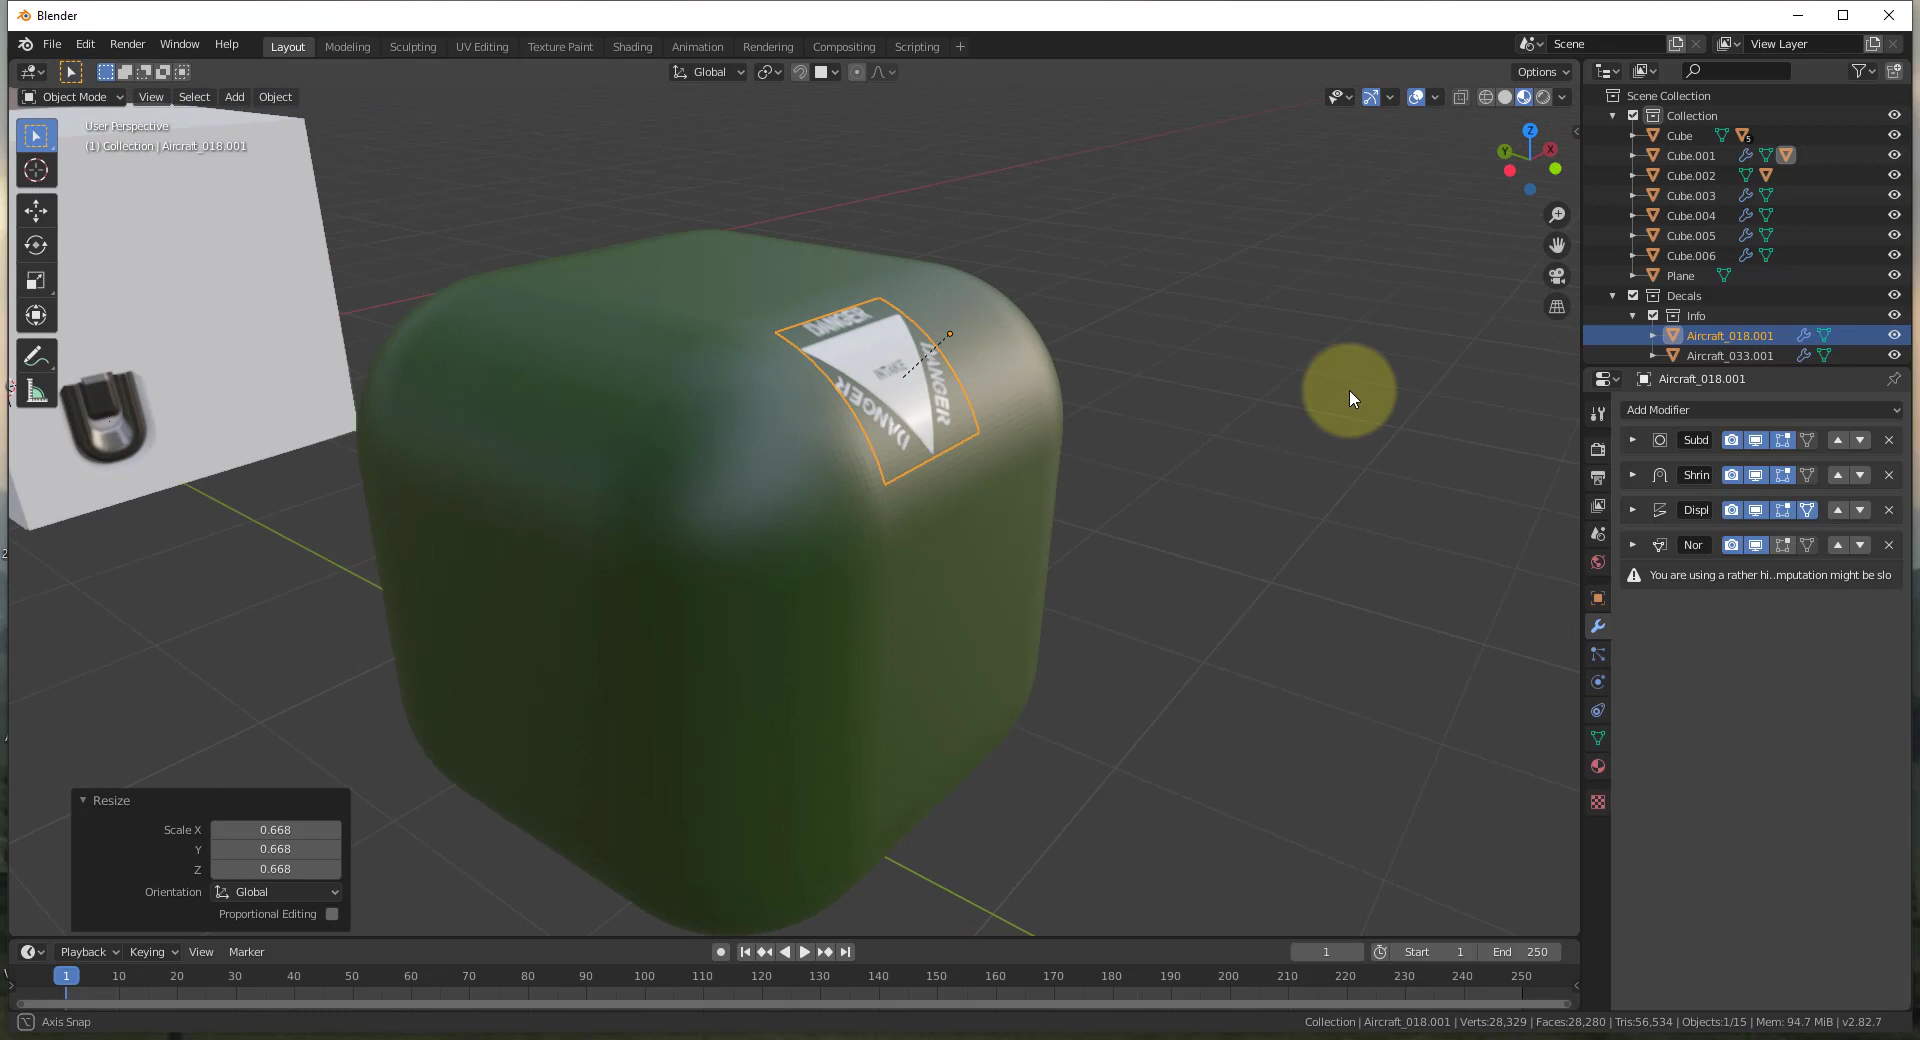 Blender
File Edit Render Window Help
Layout Modeling Sculpting UV Editing Texture Paint Shading Animation Rendering Compositing Scripting +
Scene
View Layer
Global
Options
Object Mode View Select Add Object
User Perspective
(1) Collection | Aircraft_018.001
Z
Y
X
DANGER
DANGER
DANGER
INTAKE
Scene Collection
Collection
Cube
5
Cube.001
Cube.002
Cube.003
Cube.004
Cube.005
Cube.006
Plane
Decals
Info
Aircraft_018.001
Aircraft_033.001
Aircraft_018.001
Add Modifier
Subd
Shrin
Displ
Nor
You are using a rather hi..mputation might be slo
Resize
Scale X 0.668
Y 0.668
Z 0.668
Orientation Global
Proportional Editing
Playback Keying View Marker
1
Start 1
End 250
1 10 20 30 40 50 60 70 80 90 100 110 120 130 140 150 160 170 180 190 200 210 220 230 240 250
Axis Snap
Collection | Aircraft_018.001 | Verts:28,329 | Faces:28,280 | Tris:56,534 | Objects:1/15 | Mem: 94.7 MiB | v2.82.7